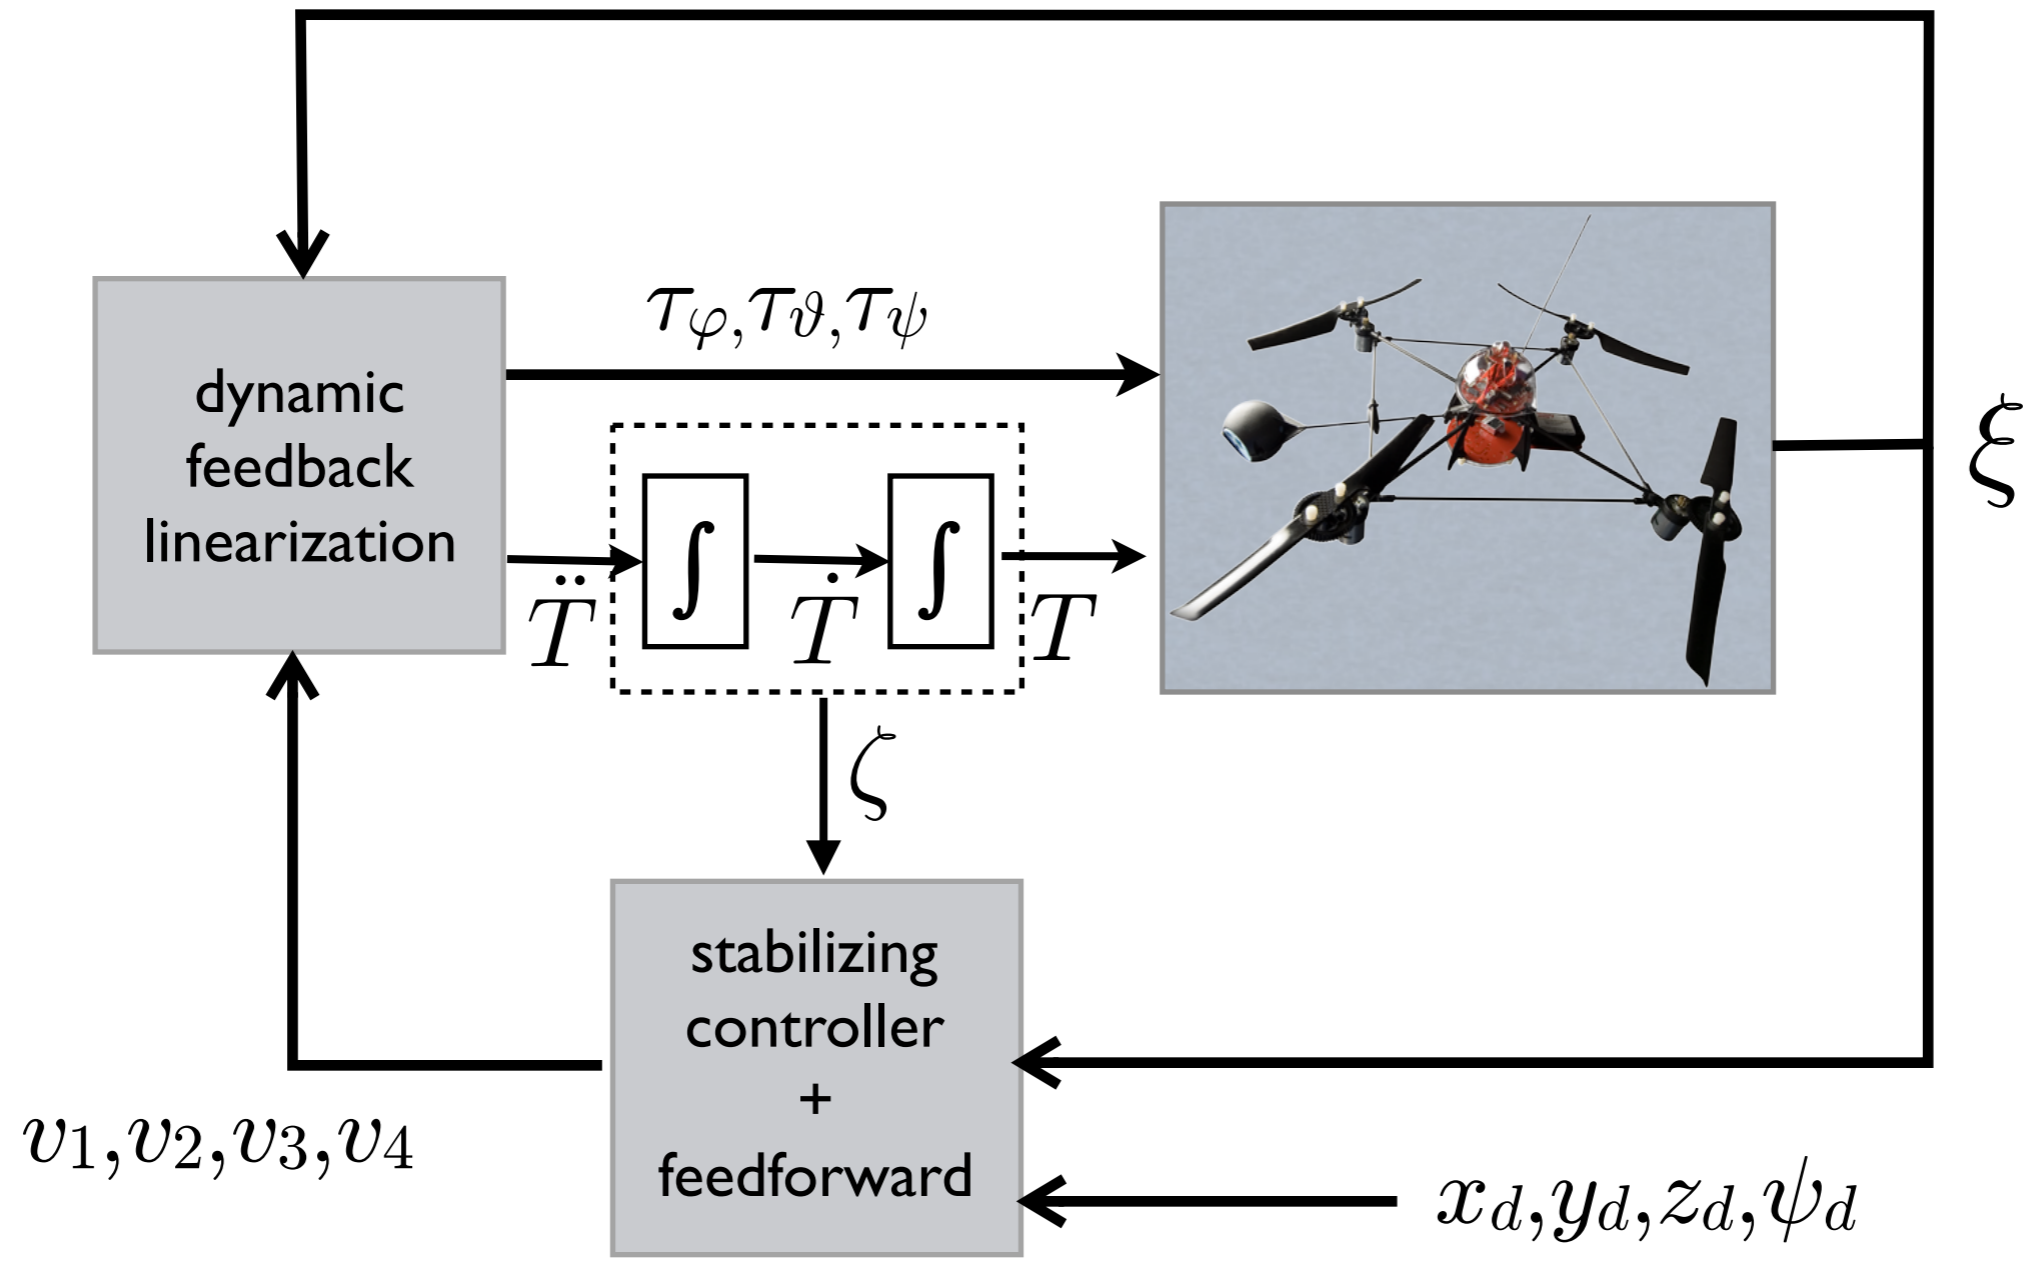 τφ,τϑ,τψ
dynamic
feedback
linearization
∫ ∫
T̈ Ṫ T
ξ
ζ
stabilizing
controller
+
feedforward
v1,v2,v3,v4
xd,yd,zd,ψd